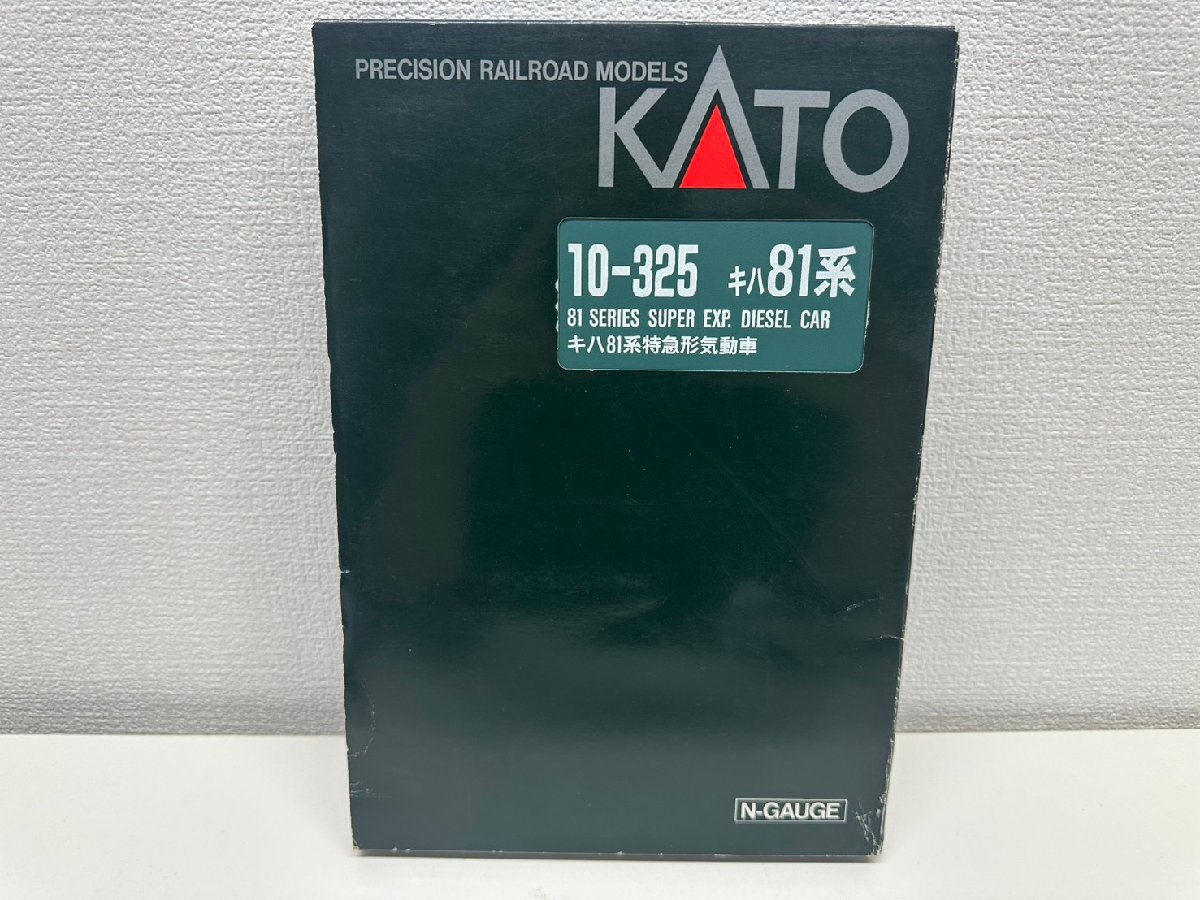 PRECISION RAILROAD MODELS
KATO
10-325 キハ81系
81 SERIES SUPER EXP. DIESEL CAR
キハ81系特急形気動車
N-GAUGE